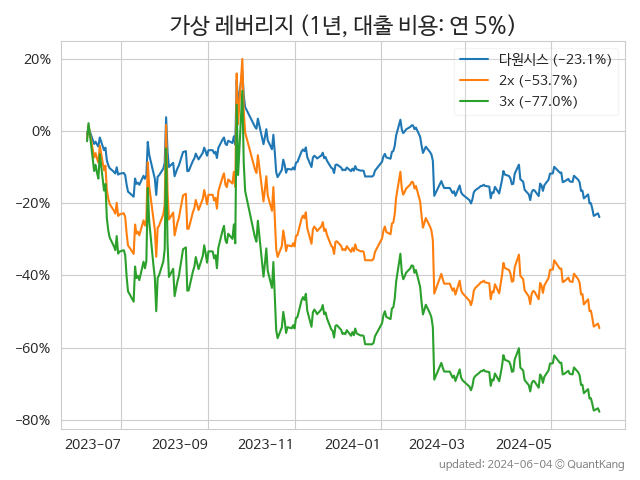 가상 레버리지 (1년, 대출 비용: 연 5%)
다원시스 (−23.1%)
2x (−53.7%)
3x (−77.0%)
20%
0%
−20%
−40%
−60%
−80%
2023-07 2023-09 2023-11 2024-01 2024-03 2024-05
updated: 2024-06-04 © QuantKang